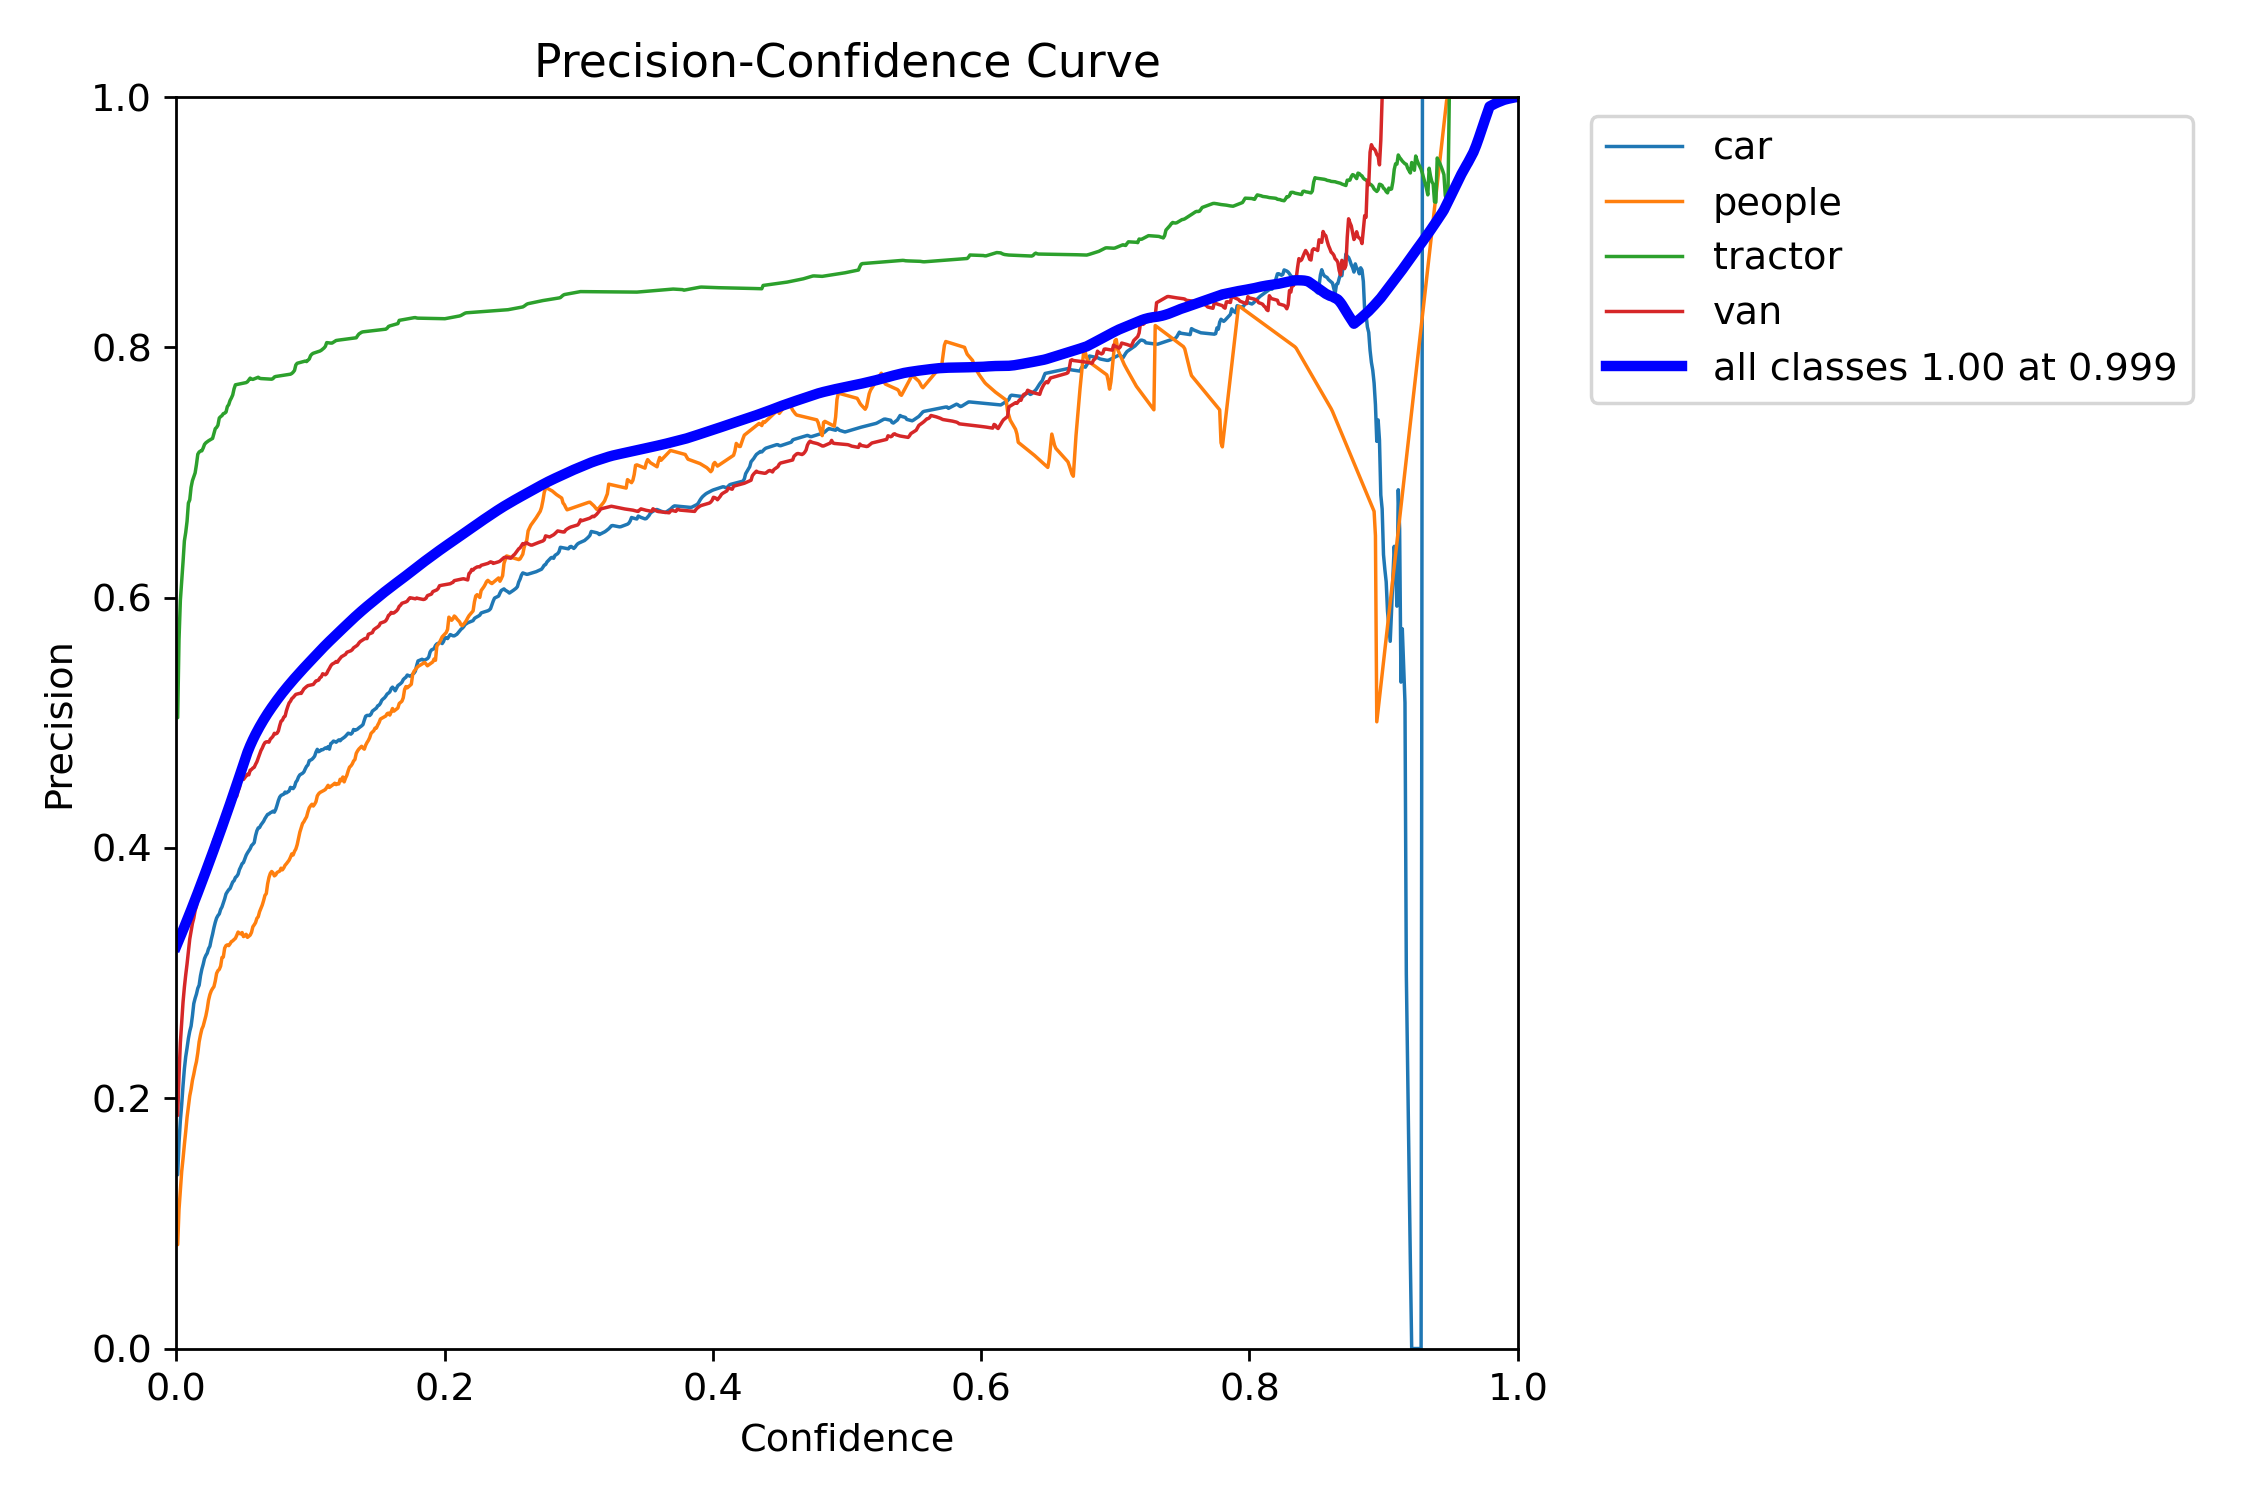 Precision-Confidence Curve
1.0
0.8
0.6
0.4
0.2
0.0
Precision
0.0 0.2 0.4 0.6 0.8 1.0
Confidence
car
people
tractor
van
all classes 1.00 at 0.999